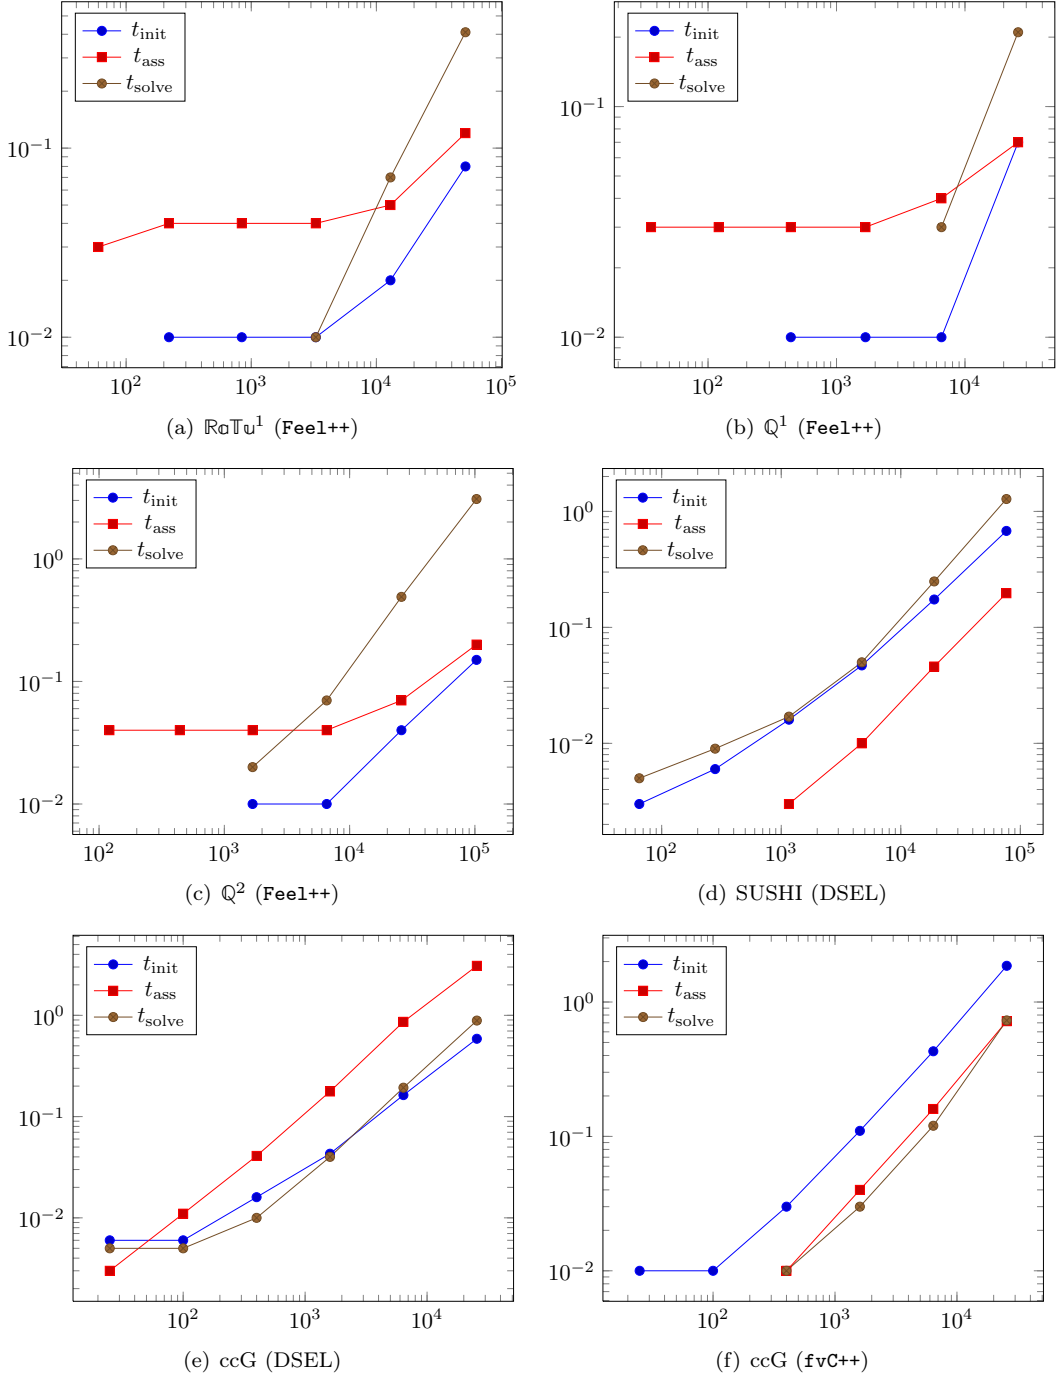 t_init
t_ass
t_solve
10^{-1}
10^{-2}
10^2 10^3 10^4 10^5
(a) ℝ𝕒𝕋𝕦^1 (Feel++)
t_init
t_ass
t_solve
10^{-1}
10^{-2}
10^2 10^3 10^4
(b) ℚ^1 (Feel++)
t_init
t_ass
t_solve
10^0
10^{-1}
10^{-2}
10^2 10^3 10^4 10^5
(c) ℚ^2 (Feel++)
t_init
t_ass
t_solve
10^0
10^{-1}
10^{-2}
10^2 10^3 10^4 10^5
(d) SUSHI (DSEL)
t_init
t_ass
t_solve
10^0
10^{-1}
10^{-2}
10^2 10^3 10^4
(e) ccG (DSEL)
t_init
t_ass
t_solve
10^0
10^{-1}
10^{-2}
10^2 10^3 10^4
(f) ccG (fvC++)